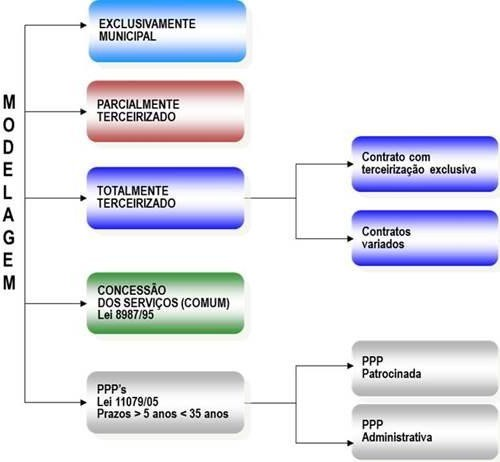 MODELAGEM
EXCLUSIVAMENTE
MUNICIPAL
PARCIALMENTE
TERCEIRIZADO
TOTALMENTE
TERCEIRIZADO
Contrato com
terceirização exclusiva
Contratos
variados
CONCESSÃO
DOS SERVIÇOS (COMUM)
Lei 8987/95
PPP's
Lei 11079/05
Prazos > 5 anos < 35 anos
PPP
Patrocinada
PPP
Administrativa